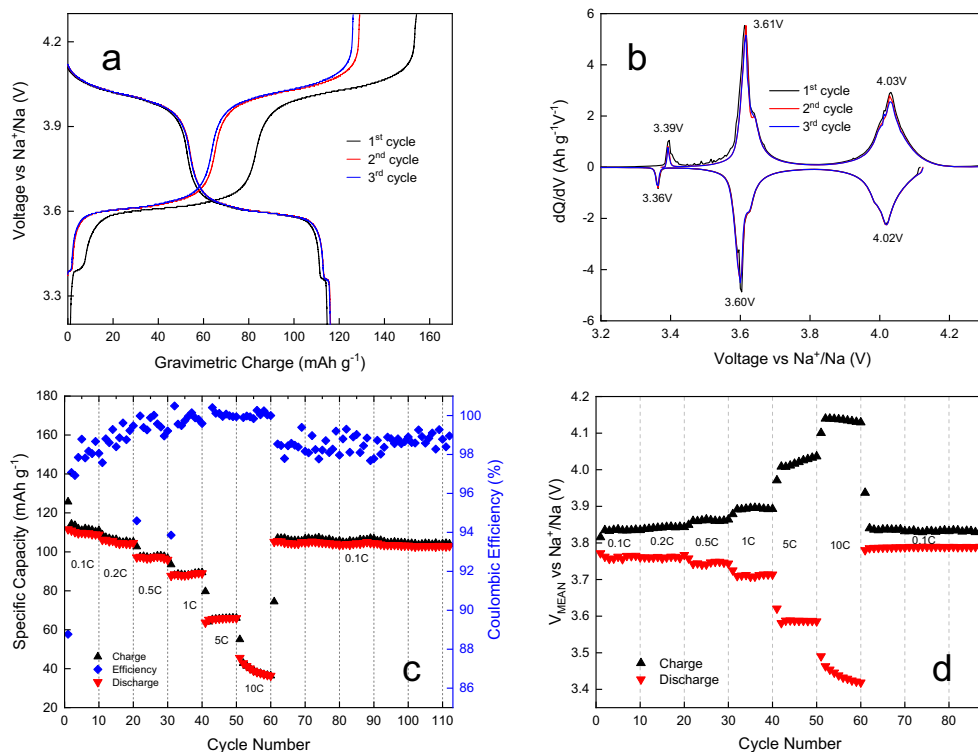 a
4.2
3.9
3.6
3.3
Voltage vs Na⁺/Na (V)
1ˢᵗ cycle
2ⁿᵈ cycle
3ʳᵈ cycle
0 20 40 60 80 100 120 140 160
Gravimetric Charge (mAh g⁻¹)
b
6
4
2
0
-2
-4
-6
dQ/dV (Ah g⁻¹V⁻¹)
3.61V
4.03V
3.39V
1ˢᵗ cycle
2ⁿᵈ cycle
3ʳᵈ cycle
3.36V
4.02V
3.60V
3.2 3.4 3.6 3.8 4.0 4.2
Voltage vs Na⁺/Na (V)
180
160
140
120
100
80
60
40
20
0
Specific Capacity (mAh g⁻¹)
100
98
96
94
92
90
88
86
Coulombic Efficiency (%)
0.1C
0.2C
0.5C
1C
5C
10C
0.1C
Charge
Efficiency
Discharge
c
0 10 20 30 40 50 60 70 80 90 100 110
Cycle Number
4.2
4.1
4.0
3.9
3.8
3.7
3.6
3.5
3.4
V_MEAN vs Na⁺/Na (V)
0.1C 0.2C 0.5C 1C 5C 10C 0.1C
Charge
Discharge
d
0 20 40 60 80
Cycle Number